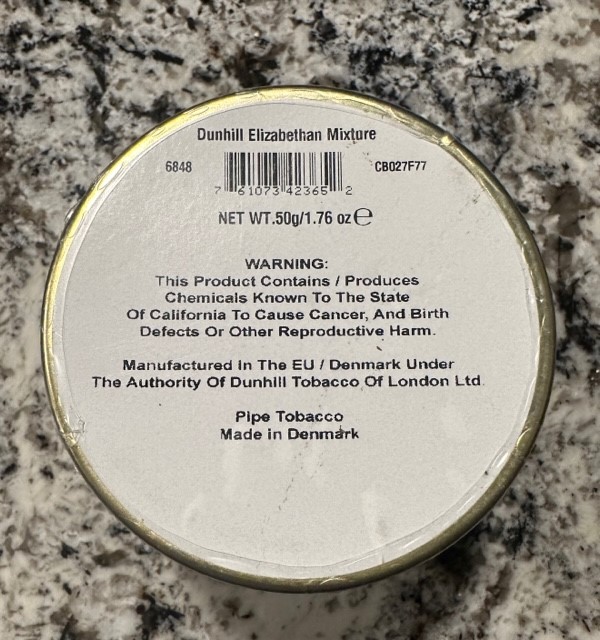 Dunhill Elizabethan Mixture
6848
CB027F77
7 61073 42365 2
NET WT.50g/1.76 oz ℮
WARNING:
This Product Contains / Produces
Chemicals Known To The State
Of California To Cause Cancer, And Birth
Defects Or Other Reproductive Harm.
Manufactured In The EU / Denmark Under
The Authority Of Dunhill Tobacco Of London Ltd.
Pipe Tobacco
Made in Denmark